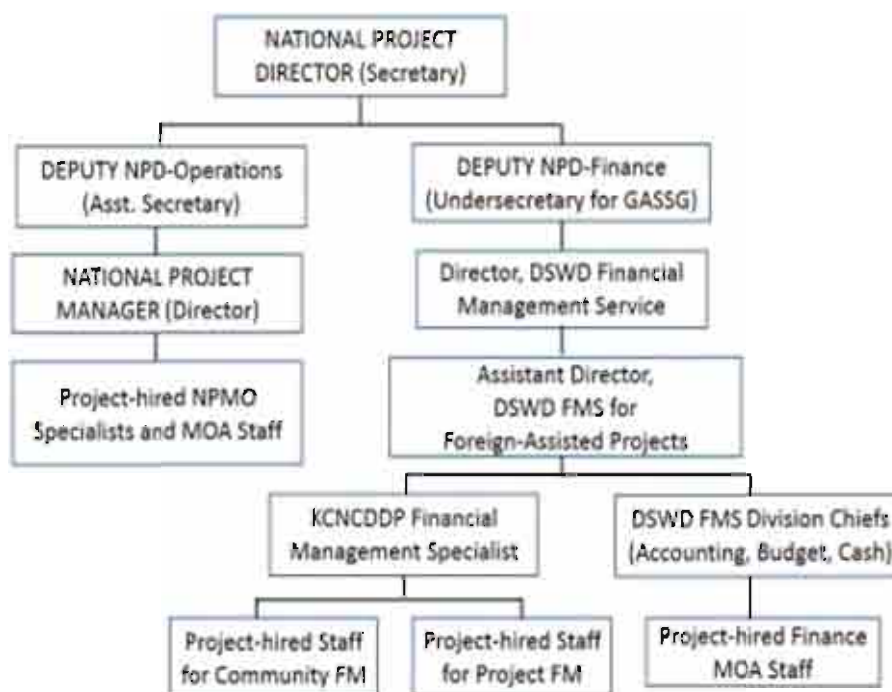 NATIONAL PROJECT
DIRECTOR (Secretary)
DEPUTY NPD-Operations
(Asst. Secretary)
DEPUTY NPD-Finance
(Undersecretary for GASSG)
NATIONAL PROJECT
MANAGER (Director)
Director, DSWD Financial
Management Service
Project-hired NPMO
Specialists and MOA Staff
Assistant Director,
DSWD FMS for
Foreign-Assisted Projects
KCNCDDP Financial
Management Specialist
DSWD FMS Division Chiefs
(Accounting, Budget, Cash)
Project-hired Staff
for Community FM
Project-hired Staff
for Project FM
Project-hired Finance
MOA Staff